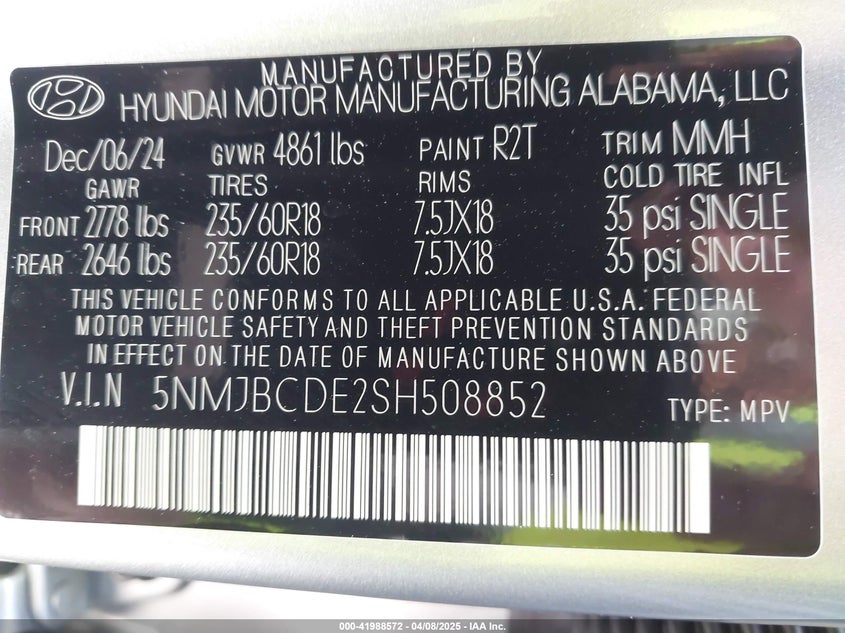 MANUFACTURED BY
HYUNDAI MOTOR MANUFACTURING ALABAMA, LLC
Dec/06/24 GVWR 4861 lbs PAINT R2T TRIM MMH
GAWR TIRES RIMS COLD TIRE INFL
FRONT 2778 lbs 235/60R18 7.5JX18 35 psi SINGLE
REAR 2646 lbs 235/60R18 7.5JX18 35 psi SINGLE
THIS VEHICLE CONFORMS TO ALL APPLICABLE U.S.A. FEDERAL
MOTOR VEHICLE SAFETY AND THEFT PREVENTION STANDARDS
IN EFFECT ON THE DATE OF MANUFACTURE SHOWN ABOVE
V.I.N 5NMJBCDE2SH508852 TYPE: MPV
000-41988572 04/08/2025 IAA Inc.